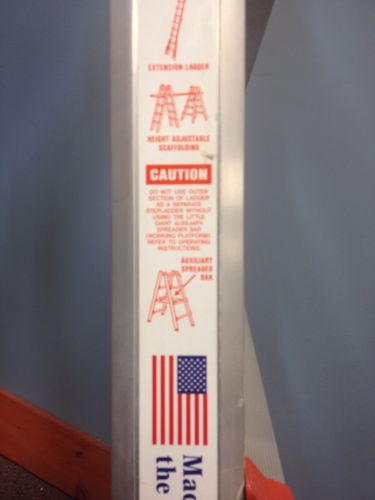 EXTENSION LADDER
HEIGHT ADJUSTABLE
SCAFFOLDING
CAUTION
DO NOT USE OUTER
SECTION OF LADDER
AS A SEPARATE
STEPLADDER WITHOUT
USING THE LITTLE
GIANT AUXILIARY
SPREADER BAR
(WORKING PLATFORM)
REFER TO OPERATING
INSTRUCTIONS
AUXILIARY
SPREADER
BAR
Mad
the